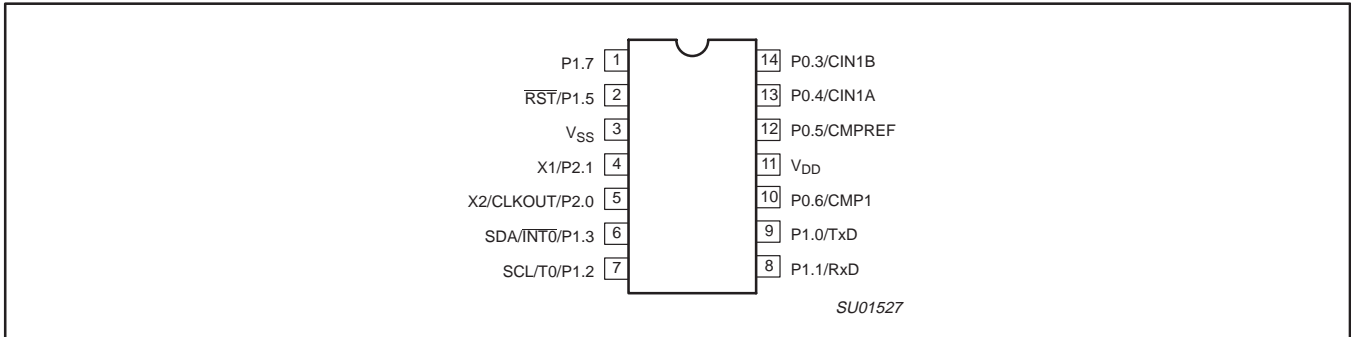 P1.7 1 14 P0.3/CIN1B
R̅S̅T̅/P1.5 2 13 P0.4/CIN1A
VSS 3 12 P0.5/CMPREF
X1/P2.1 4 11 VDD
X2/CLKOUT/P2.0 5 10 P0.6/CMP1
SDA/I̅N̅T̅0̅/P1.3 6 9 P1.0/TxD
SCL/T0/P1.2 7 8 P1.1/RxD
SU01527